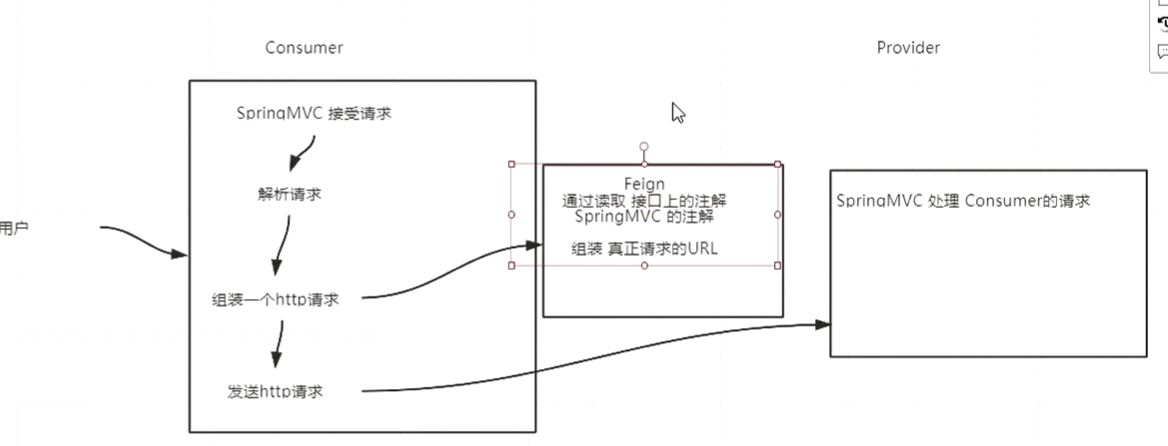 Consumer
Provider
SpringMVC 接受请求
解析请求
用户
组装一个http请求
发送http请求
Feign
通过读取 接口上的注解
SpringMVC 的注解
组装 真正请求的URL
SpringMVC 处理 Consumer的请求